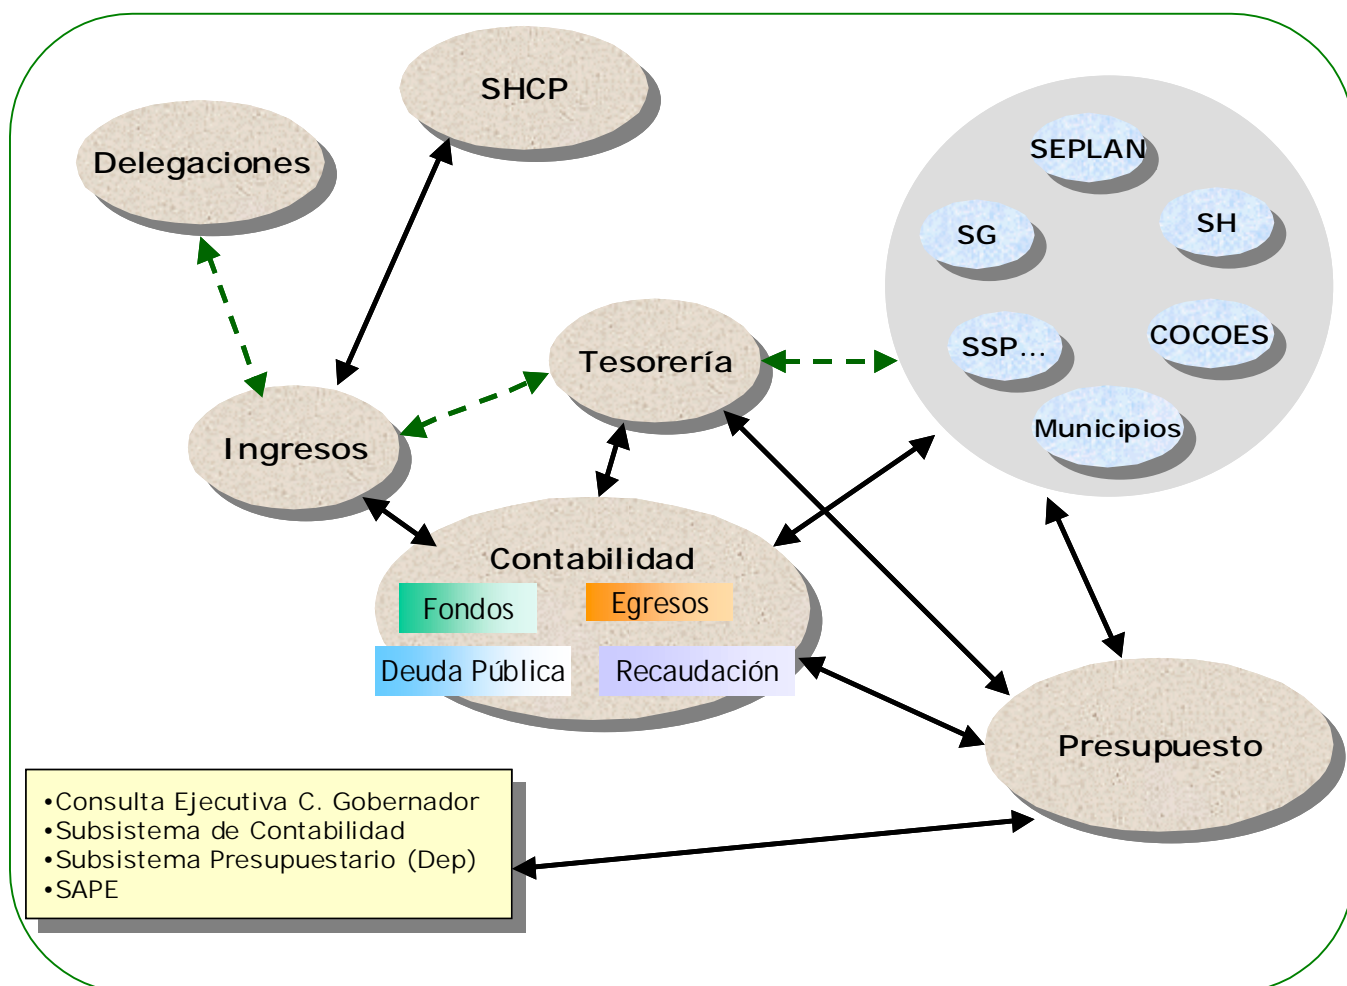 SHCP
Delegaciones
SEPLAN
SG
SH
SSP...
COCOES
Municipios
Tesorería
Ingresos
Contabilidad
Fondos
Egresos
Deuda Pública
Recaudación
Presupuesto
•Consulta Ejecutiva C. Gobernador
•Subsistema de Contabilidad
•Subsistema Presupuestario (Dep)
•SAPE